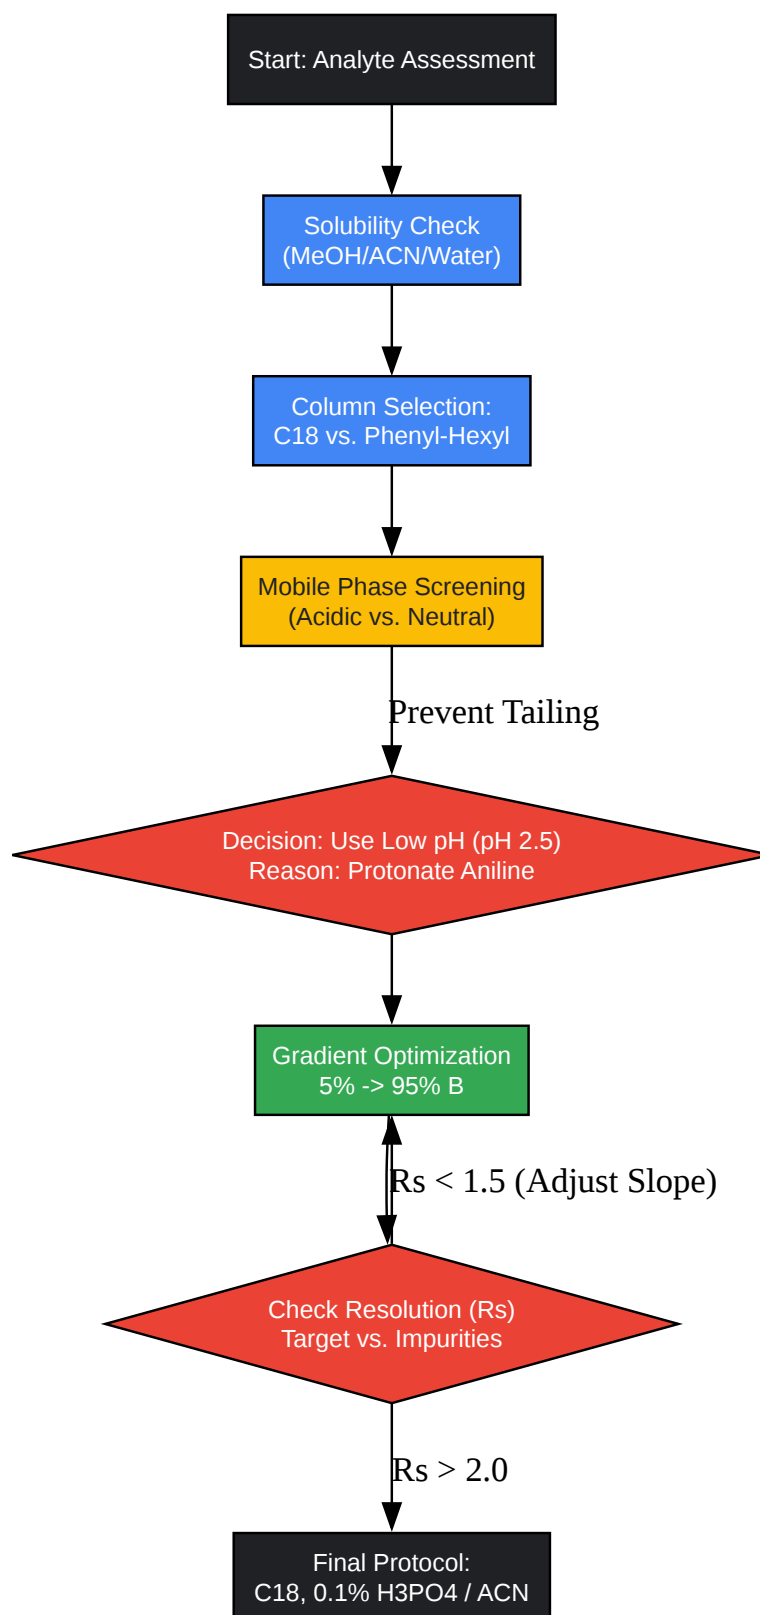 Start: Analyte Assessment
Solubility Check
(MeOH/ACN/Water)
Column Selection:
C18 vs. Phenyl-Hexyl
Mobile Phase Screening
(Acidic vs. Neutral)
Prevent Tailing
Decision: Use Low pH (pH 2.5)
Reason: Protonate Aniline
Gradient Optimization
5% -> 95% B
Rs < 1.5 (Adjust Slope)
Check Resolution (Rs)
Target vs. Impurities
Rs > 2.0
Final Protocol:
C18, 0.1% H3PO4 / ACN